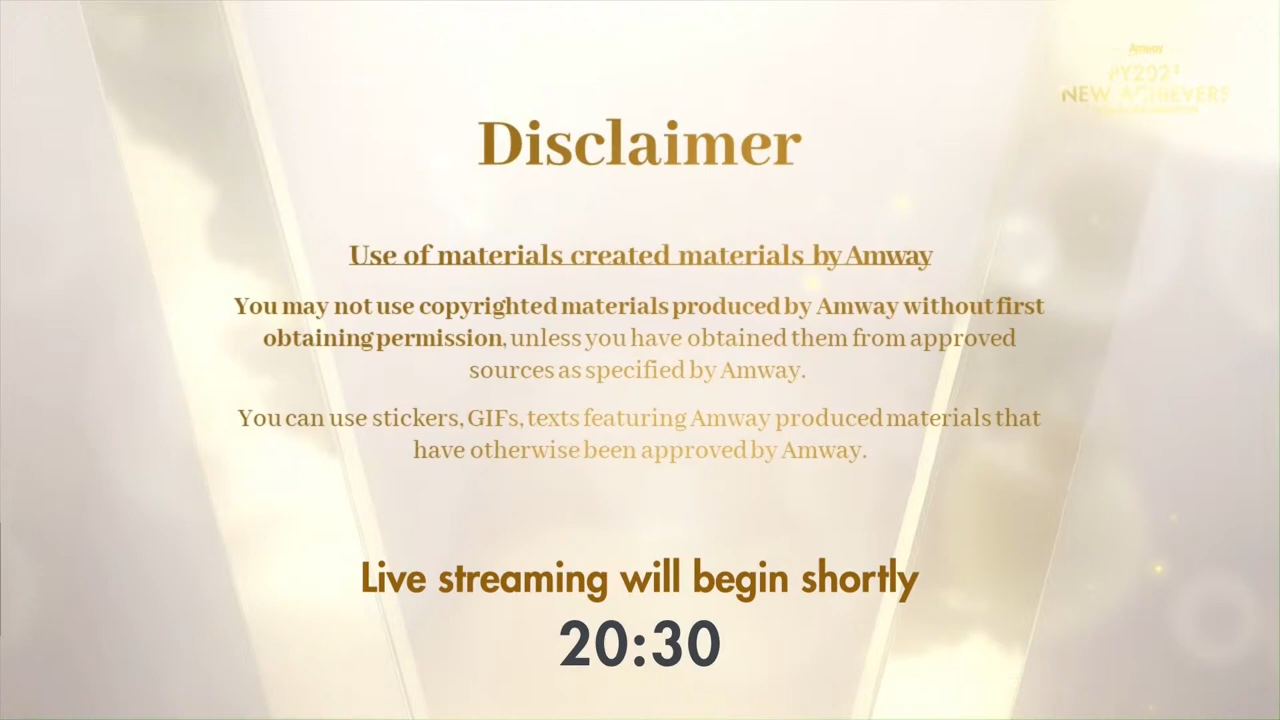 Amway
FY2021
NEW ACHIEVERS
Disclaimer
Use of materials created materials by Amway
You may not use copyrighted materials produced by Amway without first
obtaining permission, unless you have obtained them from approved
sources as specified by Amway.
You can use stickers, GIFs, texts featuring Amway produced materials that
have otherwise been approved by Amway.
Live streaming will begin shortly
20:30